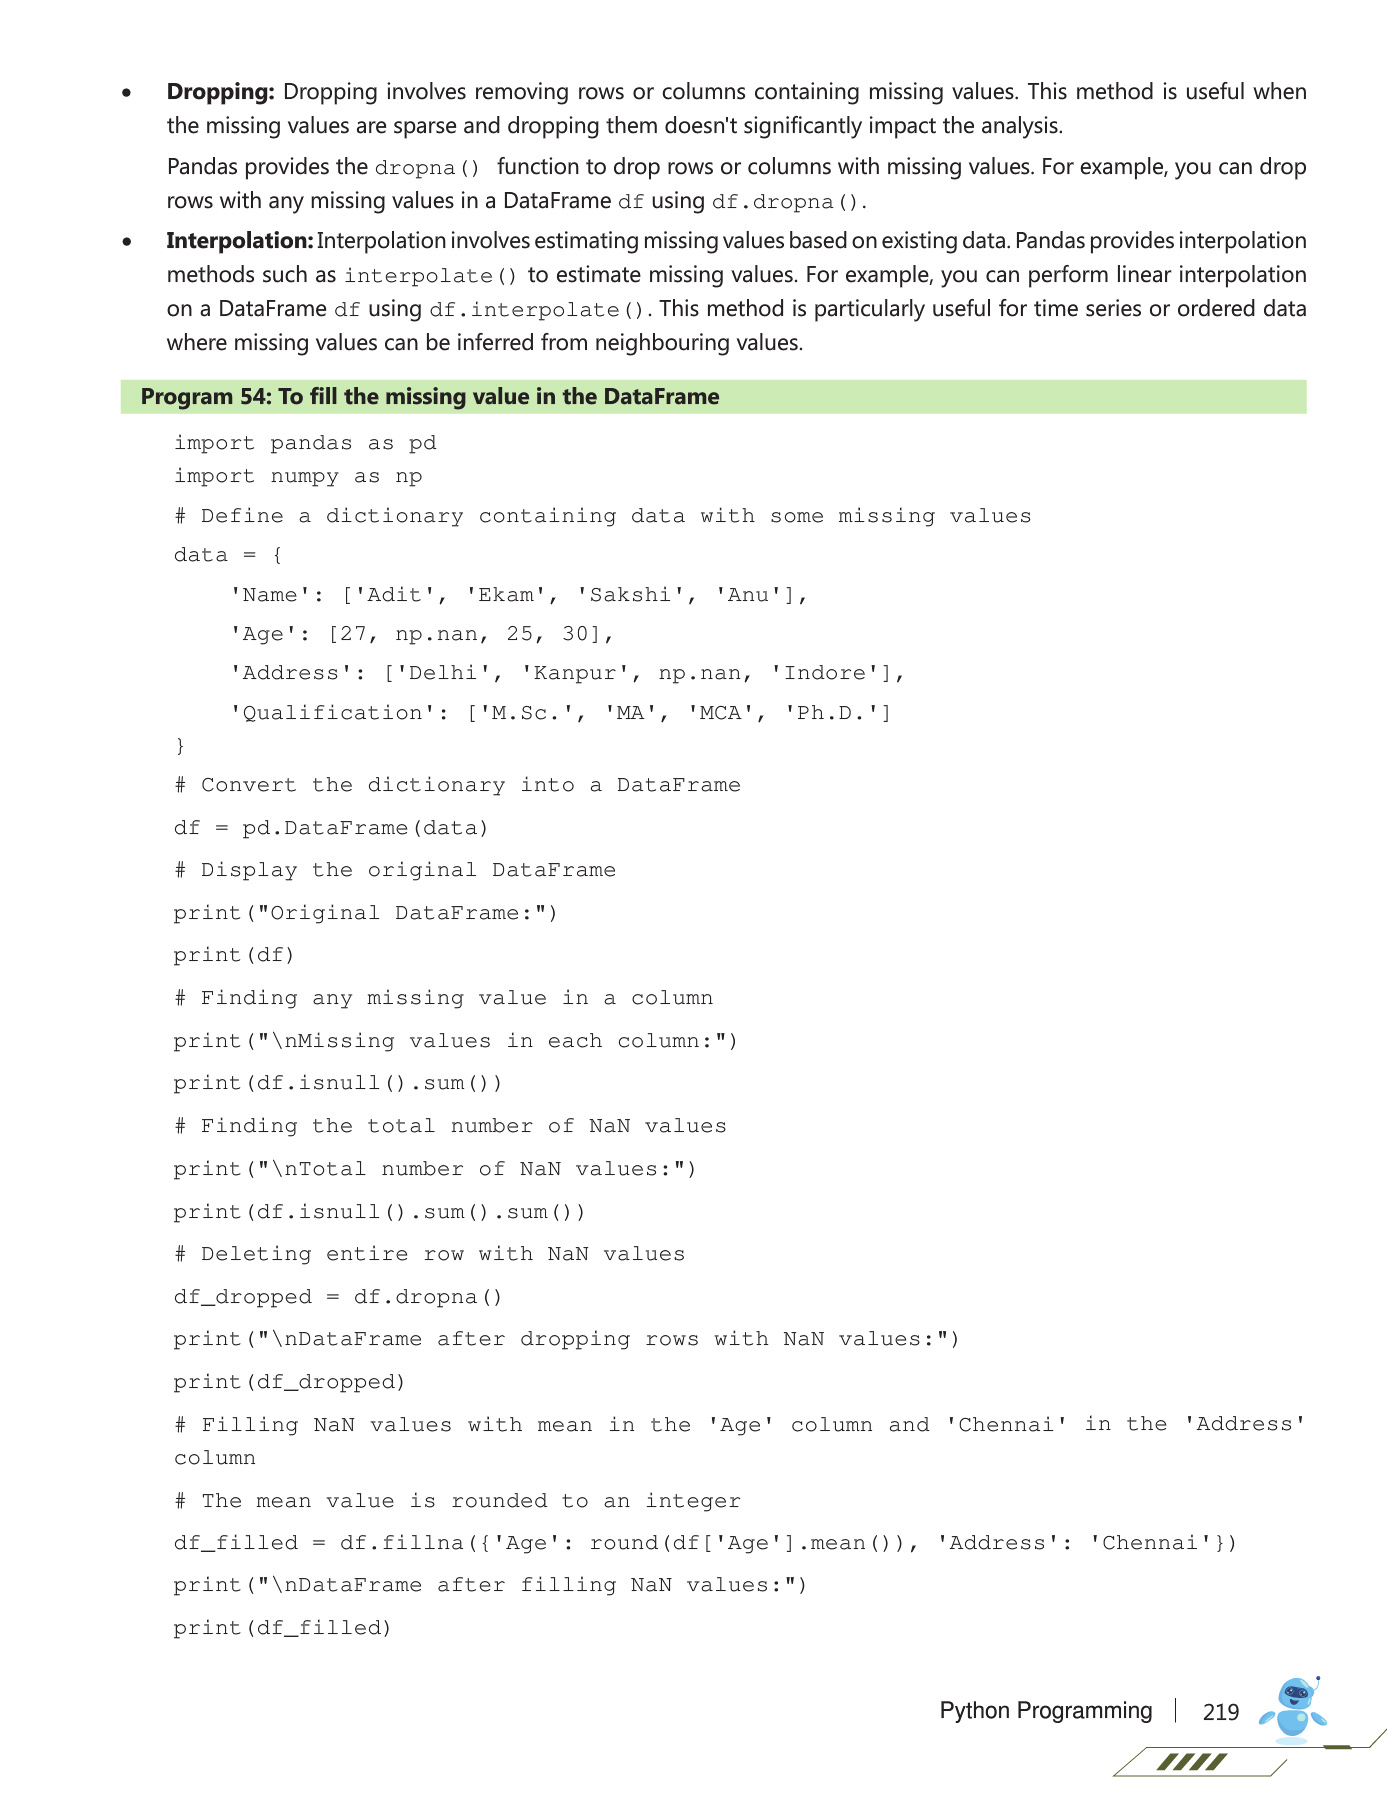 • Dropping: Dropping involves removing rows or columns containing missing values. This method is useful when
the missing values are sparse and dropping them doesn't significantly impact the analysis.
Pandas provides the dropna() function to drop rows or columns with missing values. For example, you can drop
rows with any missing values in a DataFrame df using df.dropna().
• Interpolation: Interpolation involves estimating missing values based on existing data. Pandas provides interpolation
methods such as interpolate() to estimate missing values. For example, you can perform linear interpolation
on a DataFrame df using df.interpolate(). This method is particularly useful for time series or ordered data
where missing values can be inferred from neighbouring values.
Program 54: To fill the missing value in the DataFrame
import pandas as pd
import numpy as np
# Define a dictionary containing data with some missing values
data = {
    'Name': ['Adit', 'Ekam', 'Sakshi', 'Anu'],
    'Age': [27, np.nan, 25, 30],
    'Address': ['Delhi', 'Kanpur', np.nan, 'Indore'],
    'Qualification': ['M.Sc.', 'MA', 'MCA', 'Ph.D.']
}
# Convert the dictionary into a DataFrame
df = pd.DataFrame(data)
# Display the original DataFrame
print("Original DataFrame:")
print(df)
# Finding any missing value in a column
print("\nMissing values in each column:")
print(df.isnull().sum())
# Finding the total number of NaN values
print("\nTotal number of NaN values:")
print(df.isnull().sum().sum())
# Deleting entire row with NaN values
df_dropped = df.dropna()
print("\nDataFrame after dropping rows with NaN values:")
print(df_dropped)
# Filling NaN values with mean in the 'Age' column and 'Chennai' in the 'Address'
column
# The mean value is rounded to an integer
df_filled = df.fillna({'Age': round(df['Age'].mean()), 'Address': 'Chennai'})
print("\nDataFrame after filling NaN values:")
print(df_filled)
Python Programming 219